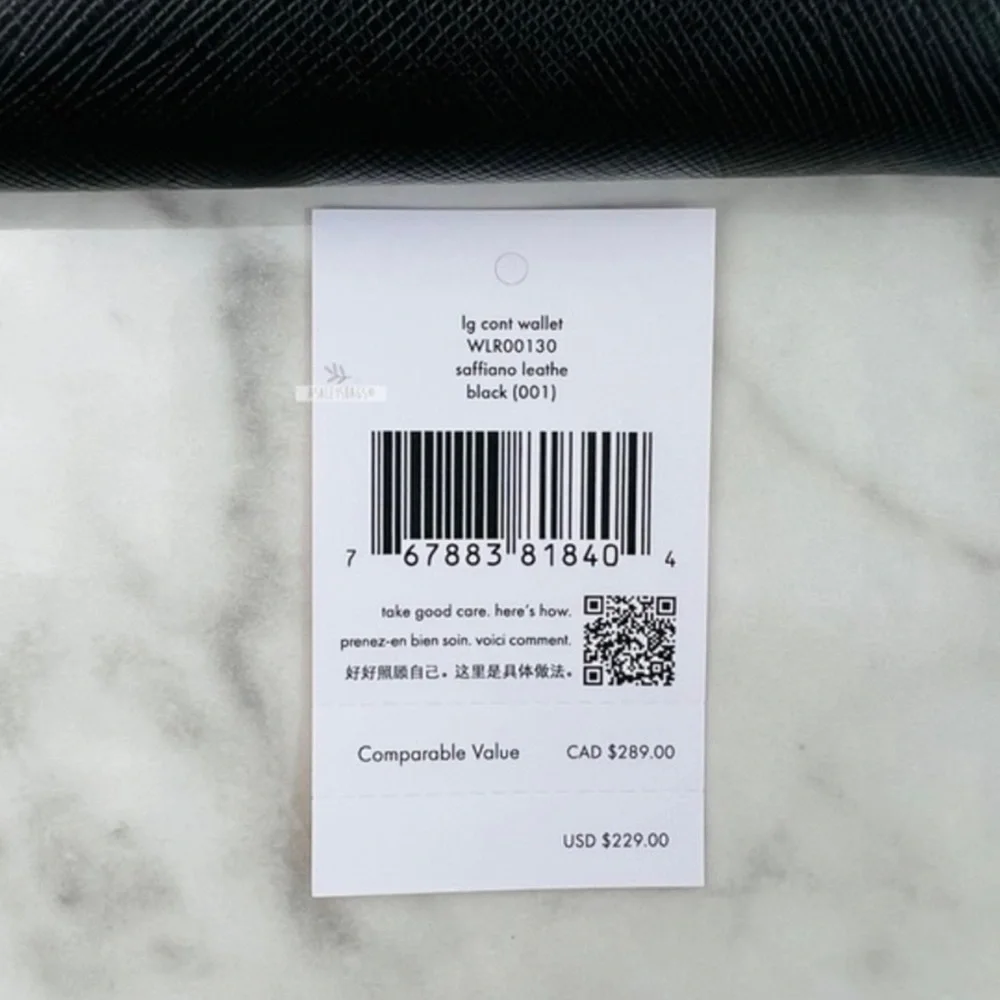 lg cont wallet
WLR00130
saffiano leathe
black (001)
7 67883 81840 4
take good care. here's how.
prenez-en bien soin. voici comment.
好好照顾自己。这里是具体做法。
Comparable Value CAD $289.00
USD $229.00